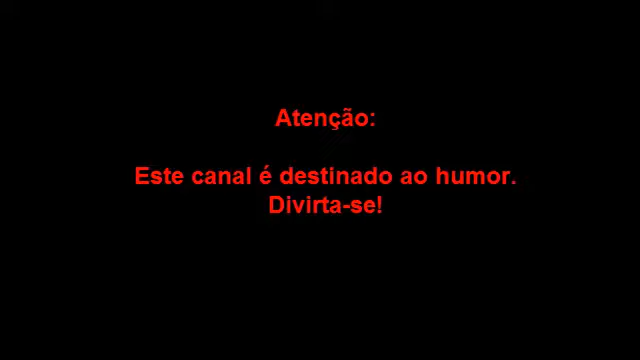 Atenção:
Este canal é destinado ao humor.
Divirta-se!